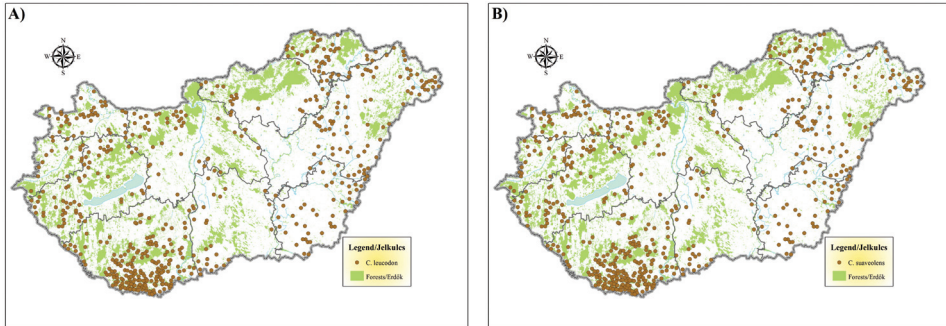 A)
N
W E
S
Legend/Jelkulcs
C. leucodon
Forests/Erdők
B)
N
W E
S
Legend/Jelkulcs
C. suaveolens
Forests/Erdők